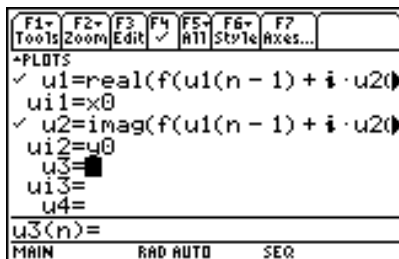 F1▾ F2▾ F3 F4 F5▾ F6▾ F7
Tools Zoom Edit ✓ All Style Axes...
▴PLOTS
✓ u1=real(f(u1(n - 1) + i·u2(▶
ui1=x0
✓ u2=imag(f(u1(n - 1) + i·u2(▶
ui2=y0
u3=
ui3=
u4=
u3(n)=
MAIN RAD AUTO SEQ